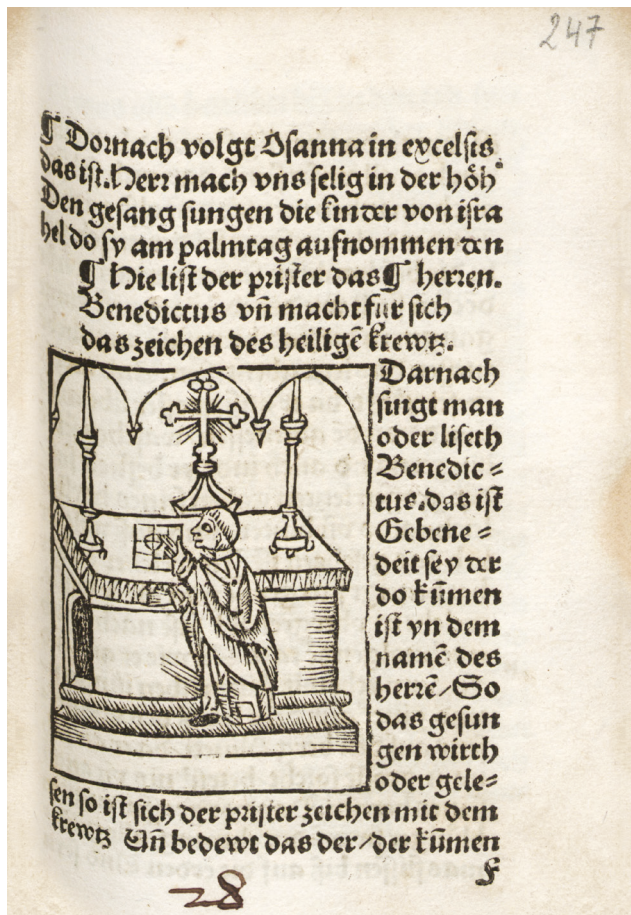 247
¶ Dornach volgt Osanna in excelsis
das ist. Herr mach vns selig in der höh
Den gesang sungen die kinder von isra
hel do sy am palmtag aufnommen den
¶ Hie list der prister das ¶ herren.
Benedictus vn̄ macht fur sich
das zeichen des heiligē krewtz.
Darnach
singt man
oder liseth
Benedic⸗
tus. das ist
Gebene⸗
deit sey der
do kūmen
ist yn dem
namē des
herrē/So
das gesun
gen wirth
oder gele⸗
sen so ist sich der prister zeichen mit dem
krewtz Vn̄ bedewt das der/der kūmen
f
28